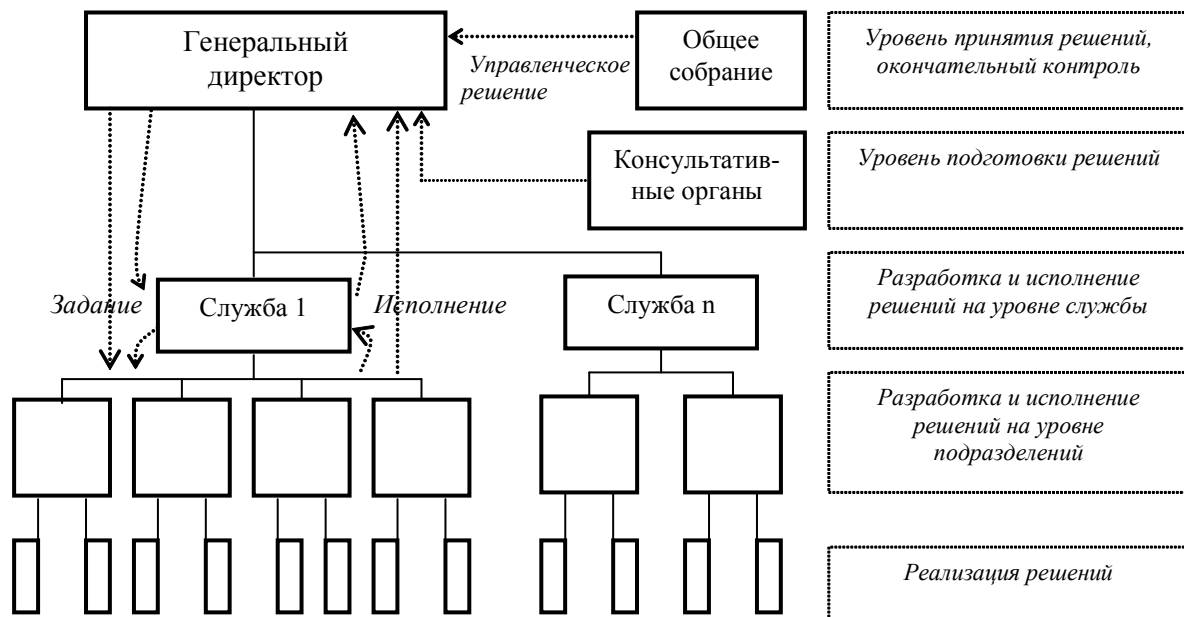 Генеральный
директор
Управленческое
решение
Общее
собрание
Уровень принятия решений,
окончательный контроль
Консультатив-
ные органы
Уровень подготовки решений
Задание
Служба 1
Исполнение
Служба n
Разработка и исполнение
решений на уровне службы
Разработка и исполнение
решений на уровне
подразделений
Реализация решений